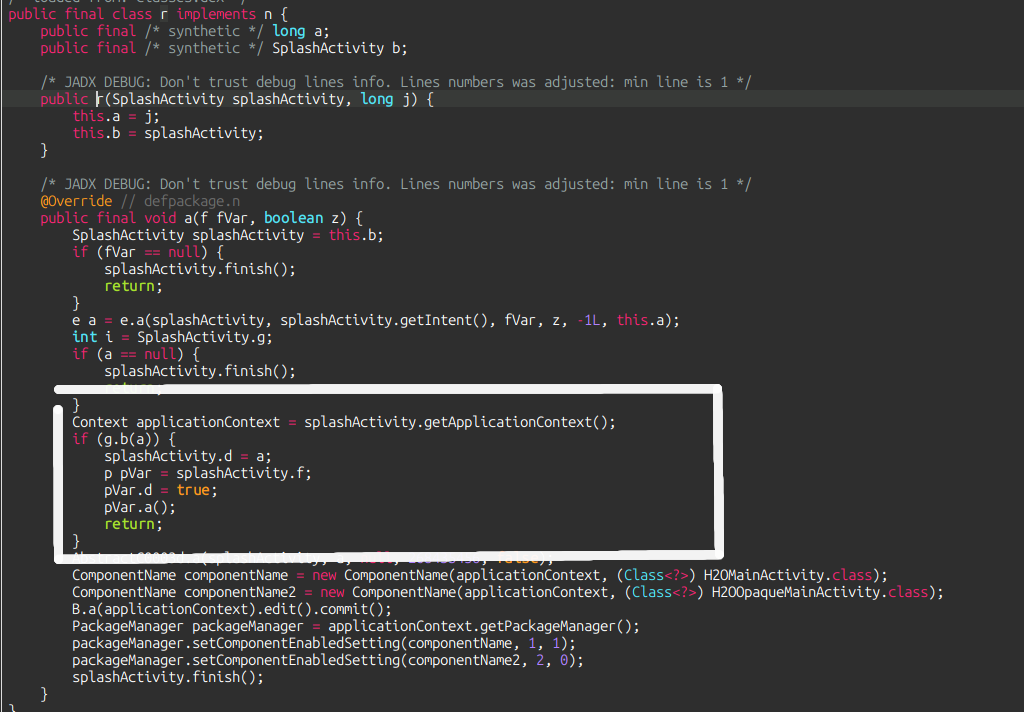 public final class r implements n {
public final /* synthetic */ long a;
public final /* synthetic */ SplashActivity b;
/* JADX DEBUG: Don't trust debug lines info. Lines numbers was adjusted: min line is 1 */
public r(SplashActivity splashActivity, long j) {
this.a = j;
this.b = splashActivity;
}
/* JADX DEBUG: Don't trust debug lines info. Lines numbers was adjusted: min line is 1 */
@Override // defpackage.n
public final void a(f fVar, boolean z) {
SplashActivity splashActivity = this.b;
if (fVar == null) {
splashActivity.finish();
return;
}
e a = e.a(splashActivity, splashActivity.getIntent(), fVar, z, -1L, this.a);
int i = SplashActivity.g;
if (a == null) {
splashActivity.finish();
}
Context applicationContext = splashActivity.getApplicationContext();
if (g.b(a)) {
splashActivity.d = a;
p pVar = splashActivity.f;
pVar.d = true;
pVar.a();
return;
}
ComponentName componentName = new ComponentName(applicationContext, (Class<?>) H2OMainActivity.class);
ComponentName componentName2 = new ComponentName(applicationContext, (Class<?>) H2OOpaqueMainActivity.class);
B.a(applicationContext).edit().commit();
PackageManager packageManager = applicationContext.getPackageManager();
packageManager.setComponentEnabledSetting(componentName, 1, 1);
packageManager.setComponentEnabledSetting(componentName2, 2, 0);
splashActivity.finish();
}
}